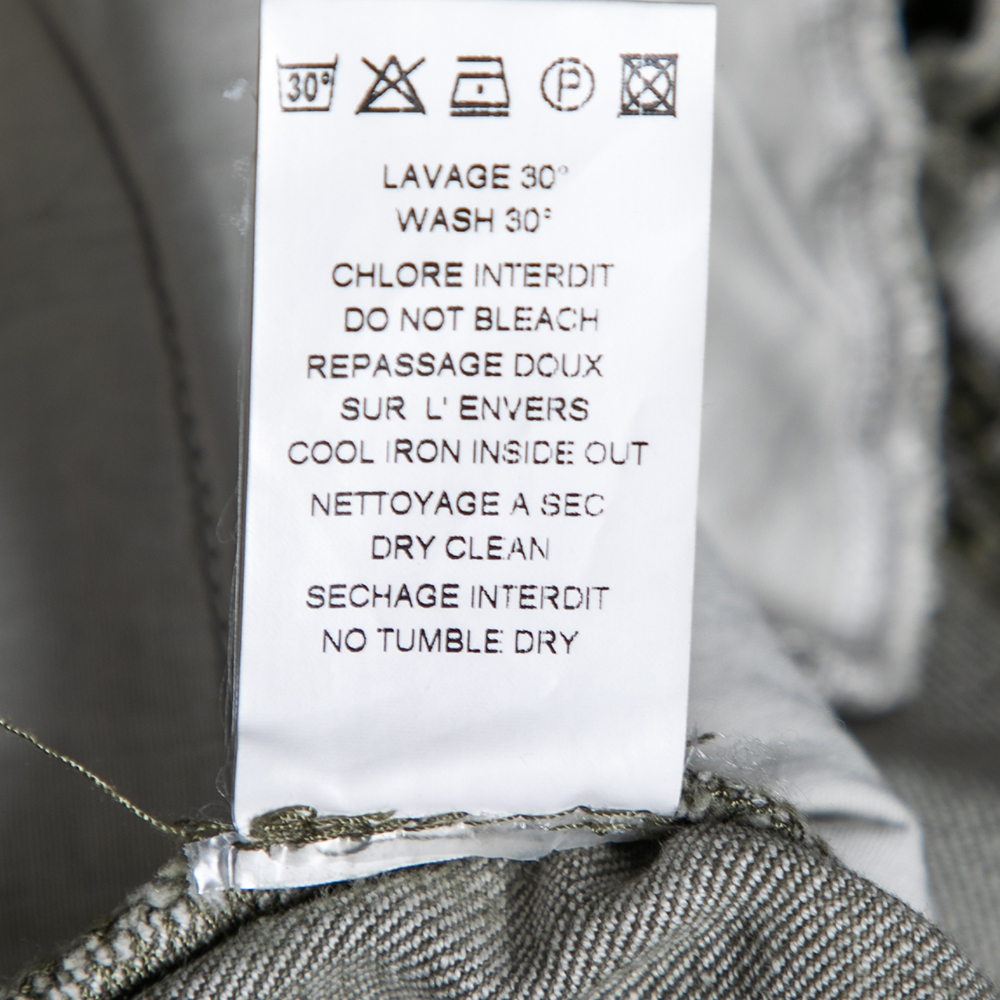 30°
P
LAVAGE 30°
WASH 30°
CHLORE INTERDIT
DO NOT BLEACH
REPASSAGE DOUX
SUR L' ENVERS
COOL IRON INSIDE OUT
NETTOYAGE A SEC
DRY CLEAN
SECHAGE INTERDIT
NO TUMBLE DRY